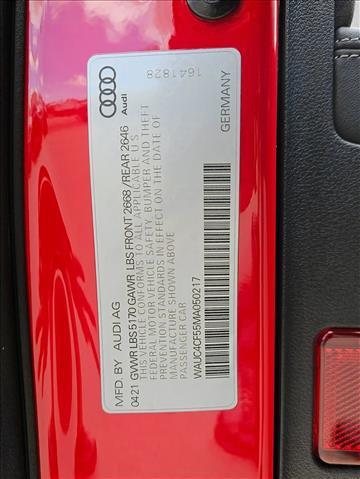 MFD. BY AUDI AG
04 21 GVWR LBS 5170 GAWR LBS FRONT 2668 / REAR 2646
THIS VEHICLE CONFORMS TO ALL APPLICABLE
FEDERAL MOTOR VEHICLE SAFETY, BUMPER AND THEFT
STANDARDS IN EFFECT ON THE DATE OF
MANUFACTURE SHOWN ABOVE
PASSENGER CAR
WAUC4CF55MA050217
GERMANY
Audi
1641828